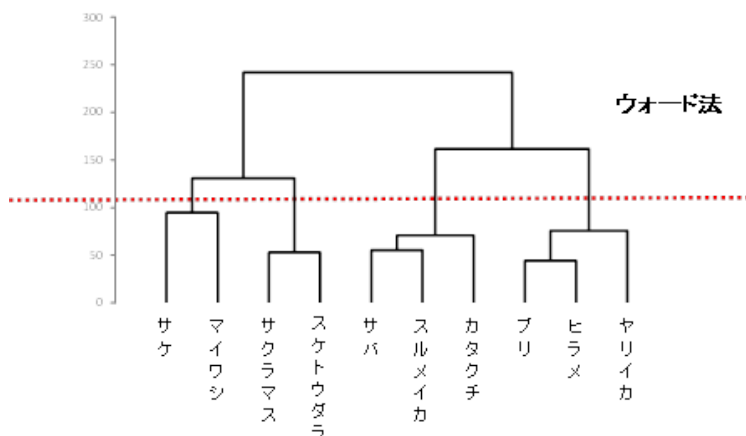 300
250
200
150
100
50
0
ウォード法
サケ
マイワシ
サクラマス
スケトウダラ
サバ
スルメイカ
カタクチ
ブリ
ヒラメ
ヤリイカ